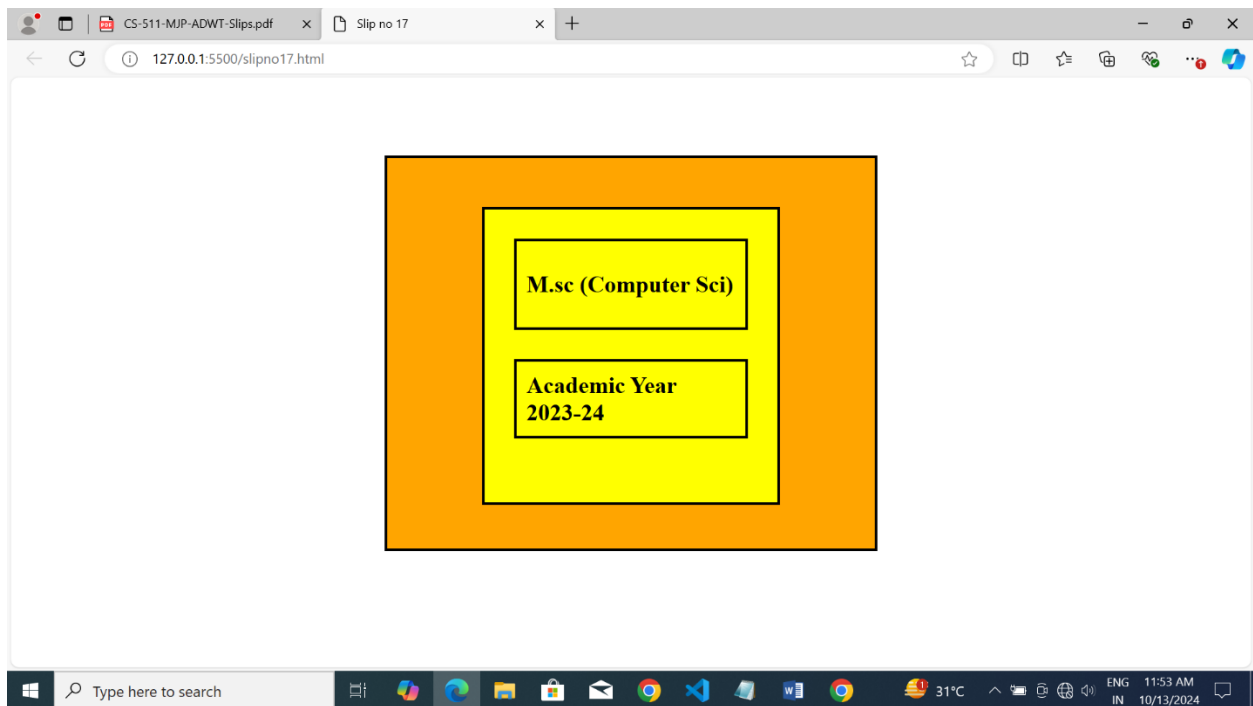 CS-511-MJP-ADWT-Slips.pdf
Slip no 17
127.0.0.1:5500/slipno17.html
M.sc (Computer Sci)
Academic Year
2023-24
Type here to search
31°C
ENG
IN
11:53 AM
10/13/2024